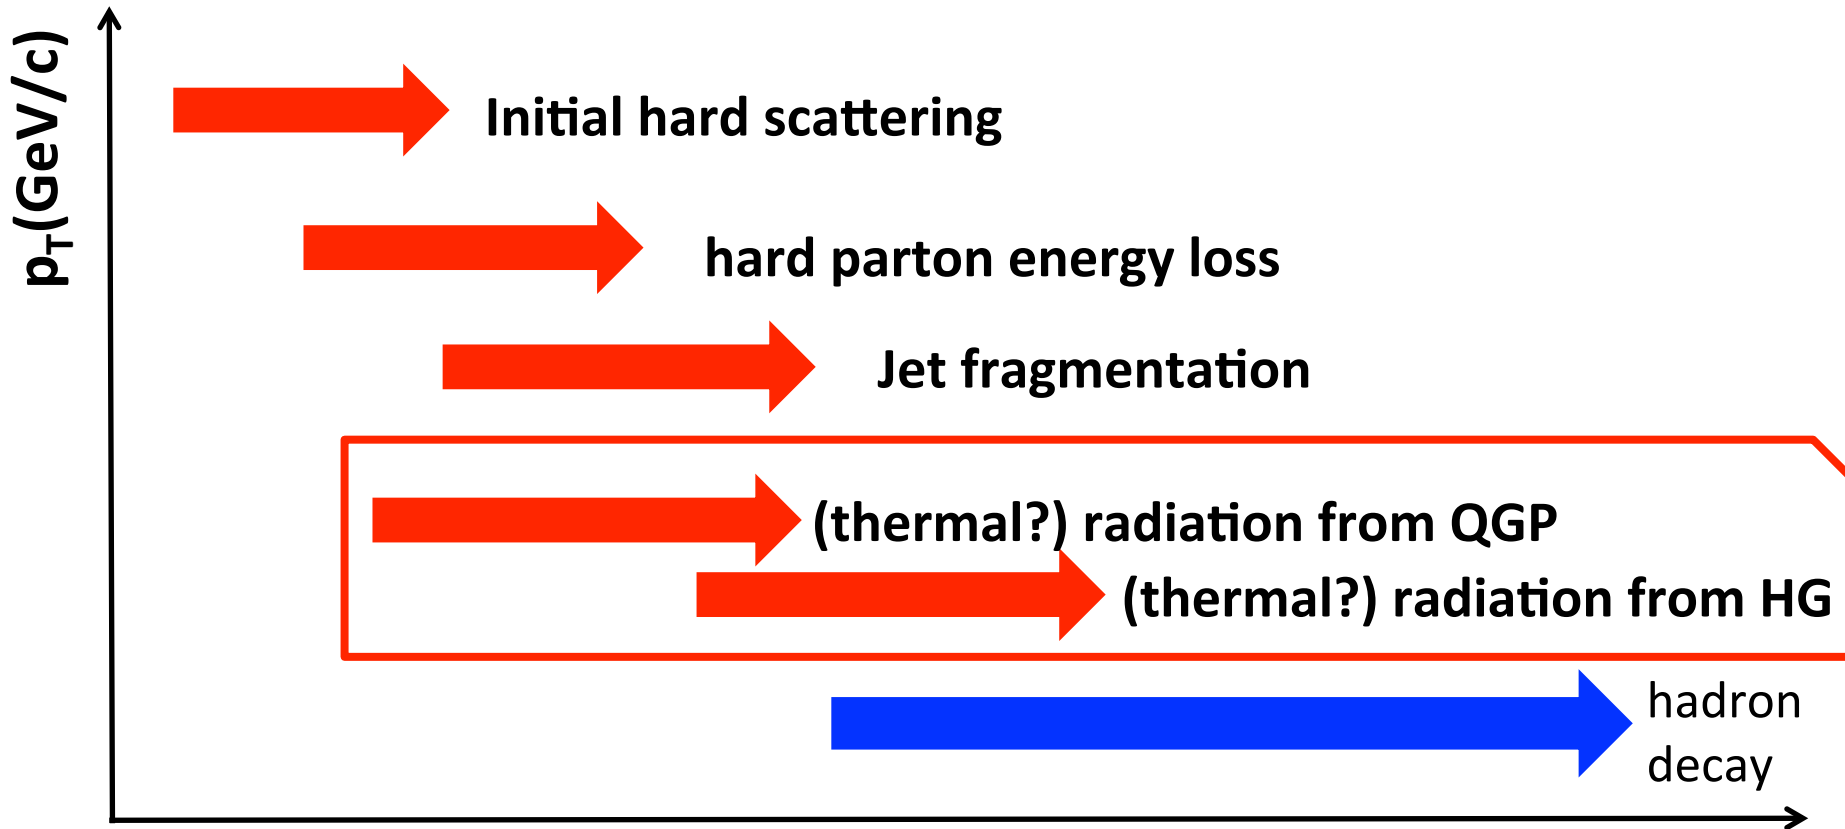 pT(GeV/c)
Initial hard scattering
hard parton energy loss
Jet fragmentation
(thermal?) radiation from QGP
(thermal?) radiation from HG
hadron
decay